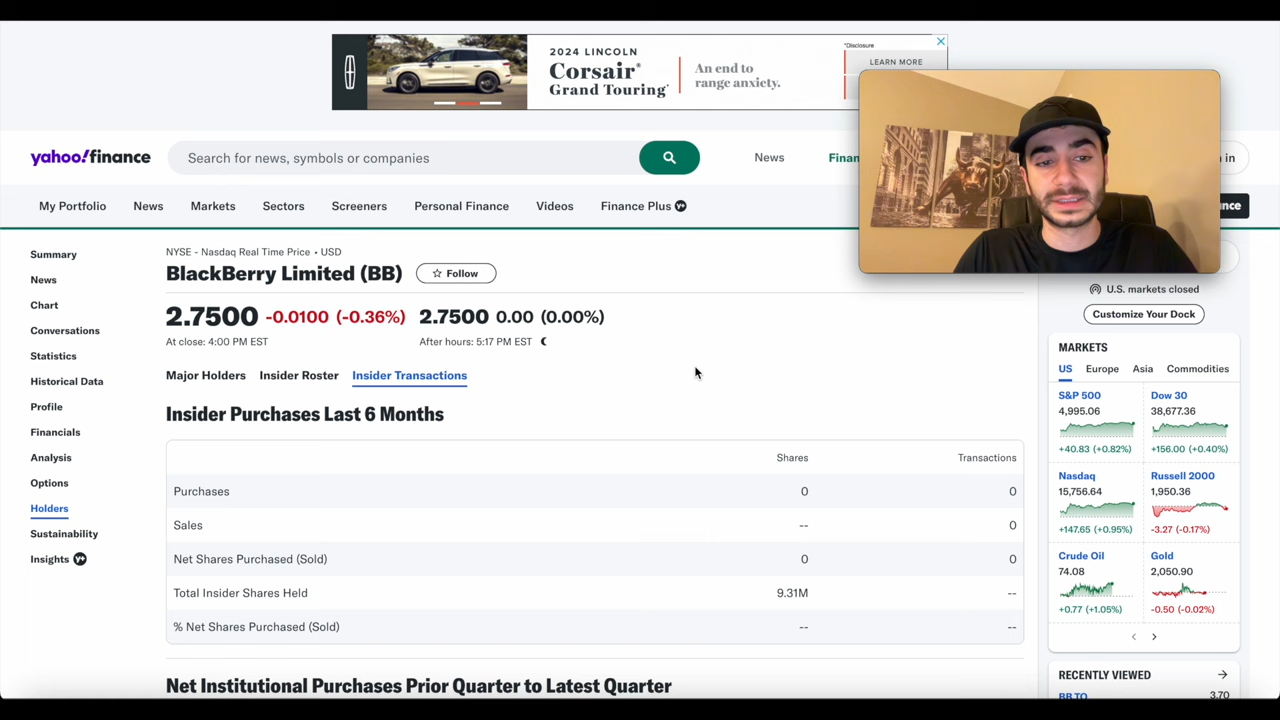 2024 LINCOLN
Corsair®
Grand Touring*
An end to
range anxiety.
*Disclosure
LEARN MORE
yahoo!finance
Search for news, symbols or companies
News
Finan
in
My Portfolio
News
Markets
Sectors
Screeners
Personal Finance
Videos
Finance Plus
nce
Summary
News
Chart
Conversations
Statistics
Historical Data
Profile
Financials
Analysis
Options
Holders
Sustainability
Insights
NYSE - Nasdaq Real Time Price • USD
BlackBerry Limited (BB)
Follow
2.7500 -0.0100 (-0.36%) 2.7500 0.00 (0.00%)
At close: 4:00 PM EST After hours: 5:17 PM EST
Major Holders Insider Roster Insider Transactions
Insider Purchases Last 6 Months
Shares Transactions
Purchases 0 0
Sales -- 0
Net Shares Purchased (Sold) 0 0
Total Insider Shares Held 9.31M --
% Net Shares Purchased (Sold) -- --
Net Institutional Purchases Prior Quarter to Latest Quarter
U.S. markets closed
Customize Your Dock
MARKETS
US Europe Asia Commodities
S&P 500 Dow 30
4,995.06 38,677.36
+40.83 (+0.82%) +156.00 (+0.40%)
Nasdaq Russell 2000
15,756.64 1,950.36
+147.65 (+0.95%) -3.27 (-0.17%)
Crude Oil Gold
74.08 2,050.90
+0.77 (+1.05%) -0.50 (-0.02%)
RECENTLY VIEWED
BB.TO 3.70